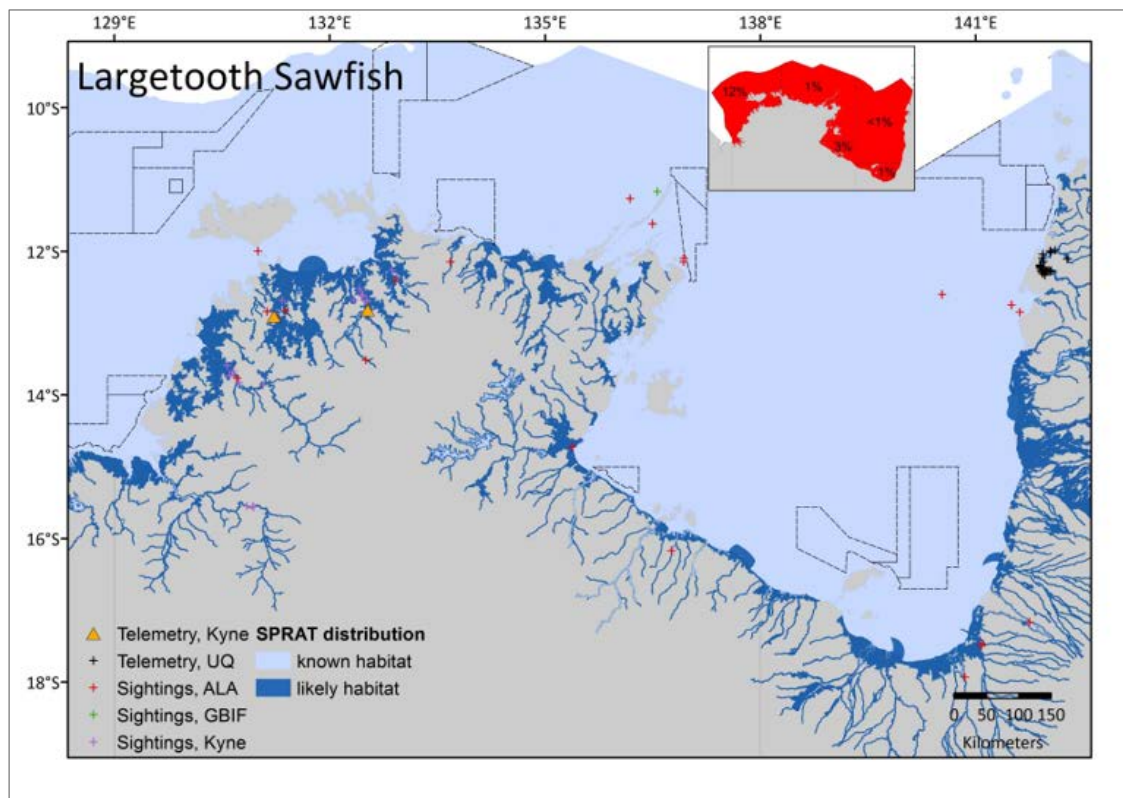 129°E 132°E 135°E 138°E 141°E
Largetooth Sawfish
12% 1%
<1%
3%
10°S
12°S
14°S
16°S
18°S
Telemetry, Kyne SPRAT distribution
Telemetry, UQ known habitat
Sightings, ALA likely habitat
Sightings, GBIF
Sightings, Kyne
0 50 100 150
Kilometers